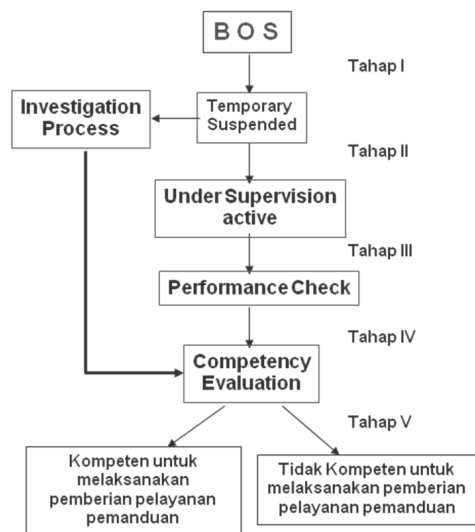 B O S
Tahap I
Investigation
Process
Temporary
Suspended
Tahap II
Under Supervision
active
Tahap III
Performance Check
Tahap IV
Competency
Evaluation
Tahap V
Kompeten untuk
melaksanakan
pemberian pelayanan
pemanduan
Tidak Kompeten untuk
melaksanakan pemberian
pelayanan pemanduan